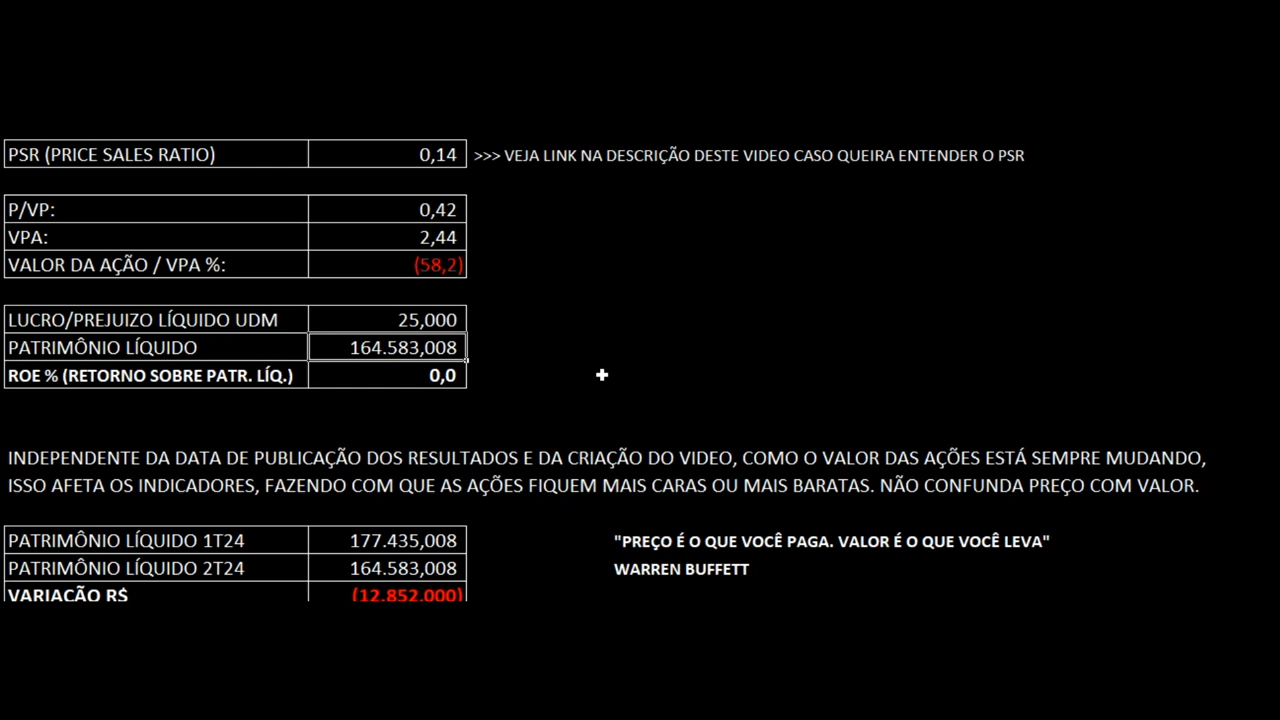 PSR (PRICE SALES RATIO) 0,14 >>> VEJA LINK NA DESCRIÇÃO DESTE VIDEO CASO QUEIRA ENTENDER O PSR
P/VP: 0,42
VPA: 2,44
VALOR DA AÇÃO / VPA %: (58,2)
LUCRO/PREJUIZO LÍQUIDO UDM 25,000
PATRIMÔNIO LÍQUIDO 164.583,008
ROE % (RETORNO SOBRE PATR. LÍQ.) 0,0
INDEPENDENTE DA DATA DE PUBLICAÇÃO DOS RESULTADOS E DA CRIAÇÃO DO VIDEO, COMO O VALOR DAS AÇÕES ESTÁ SEMPRE MUDANDO,
ISSO AFETA OS INDICADORES, FAZENDO COM QUE AS AÇÕES FIQUEM MAIS CARAS OU MAIS BARATAS. NÃO CONFUNDA PREÇO COM VALOR.
PATRIMÔNIO LÍQUIDO 1T24 177.435,008 "PREÇO É O QUE VOCÊ PAGA. VALOR É O QUE VOCÊ LEVA"
PATRIMÔNIO LÍQUIDO 2T24 164.583,008 WARREN BUFFETT
VARIAÇÃO R$ (12.852.000)